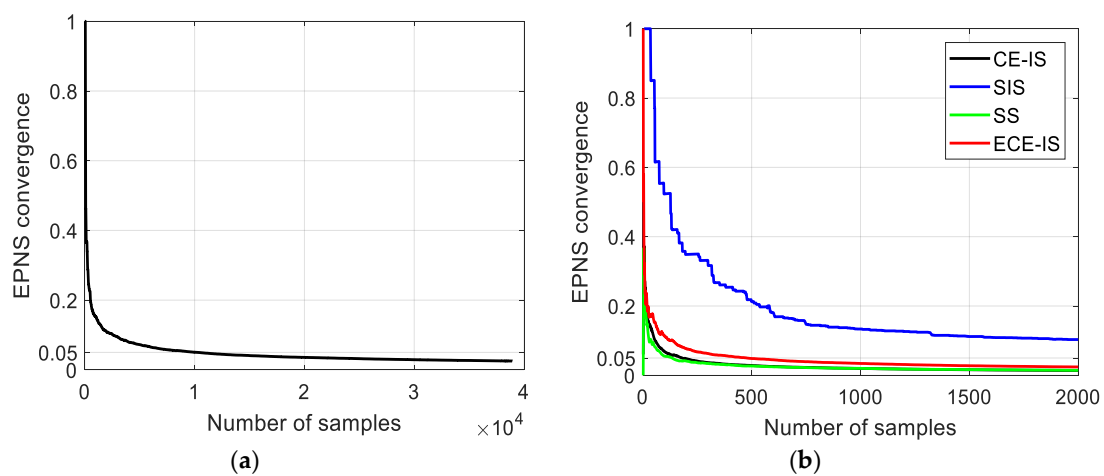 1
0.8
0.6
0.4
0.2
0.05
0
EPNS convergence
0 1 2 3 4
Number of samples
×10^4
(a)
1
0.8
0.6
0.4
0.2
0.05
0
EPNS convergence
CE-IS
SIS
SS
ECE-IS
0 500 1000 1500 2000
Number of samples
(b)